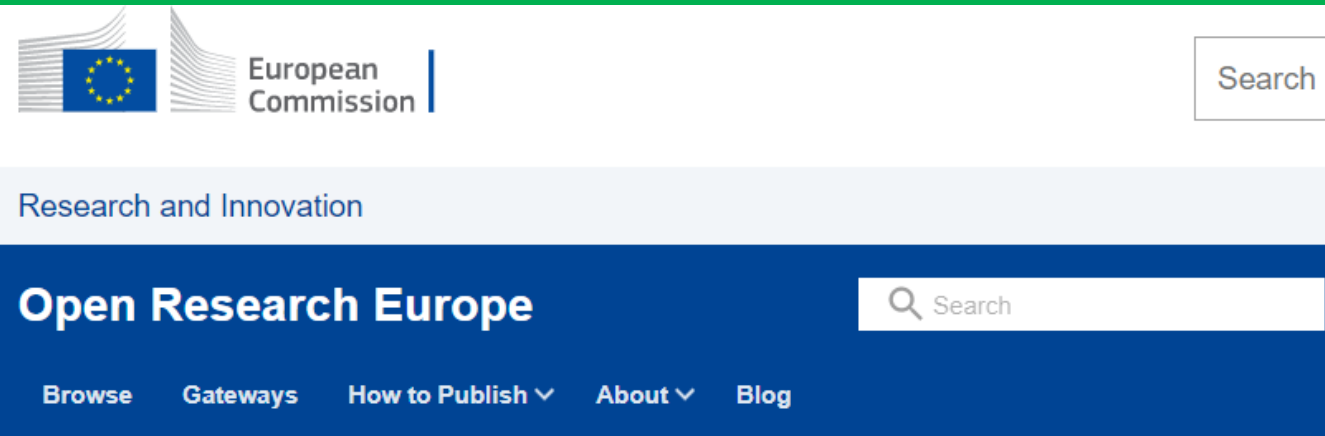 European
Commission
Search
Research and Innovation
Open Research Europe
Search
Browse Gateways How to Publish About Blog